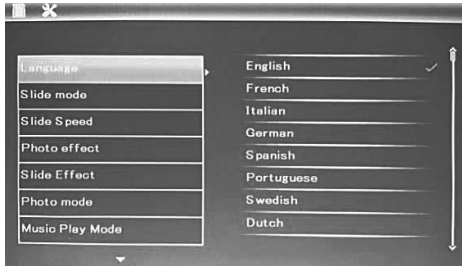 Language
Slide mode
Slide Speed
Photo effect
Slide Effect
Photo mode
Music Play Mode
English
French
Italian
German
Spanish
Portuguese
Swedish
Dutch